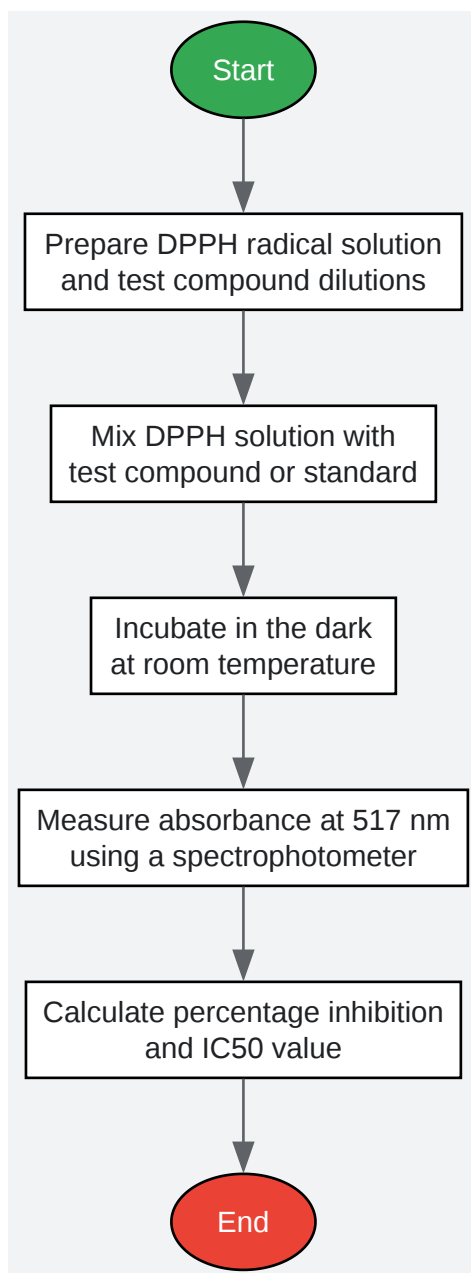 Start
Prepare DPPH radical solution
and test compound dilutions
Mix DPPH solution with
test compound or standard
Incubate in the dark
at room temperature
Measure absorbance at 517 nm
using a spectrophotometer
Calculate percentage inhibition
and IC50 value
End